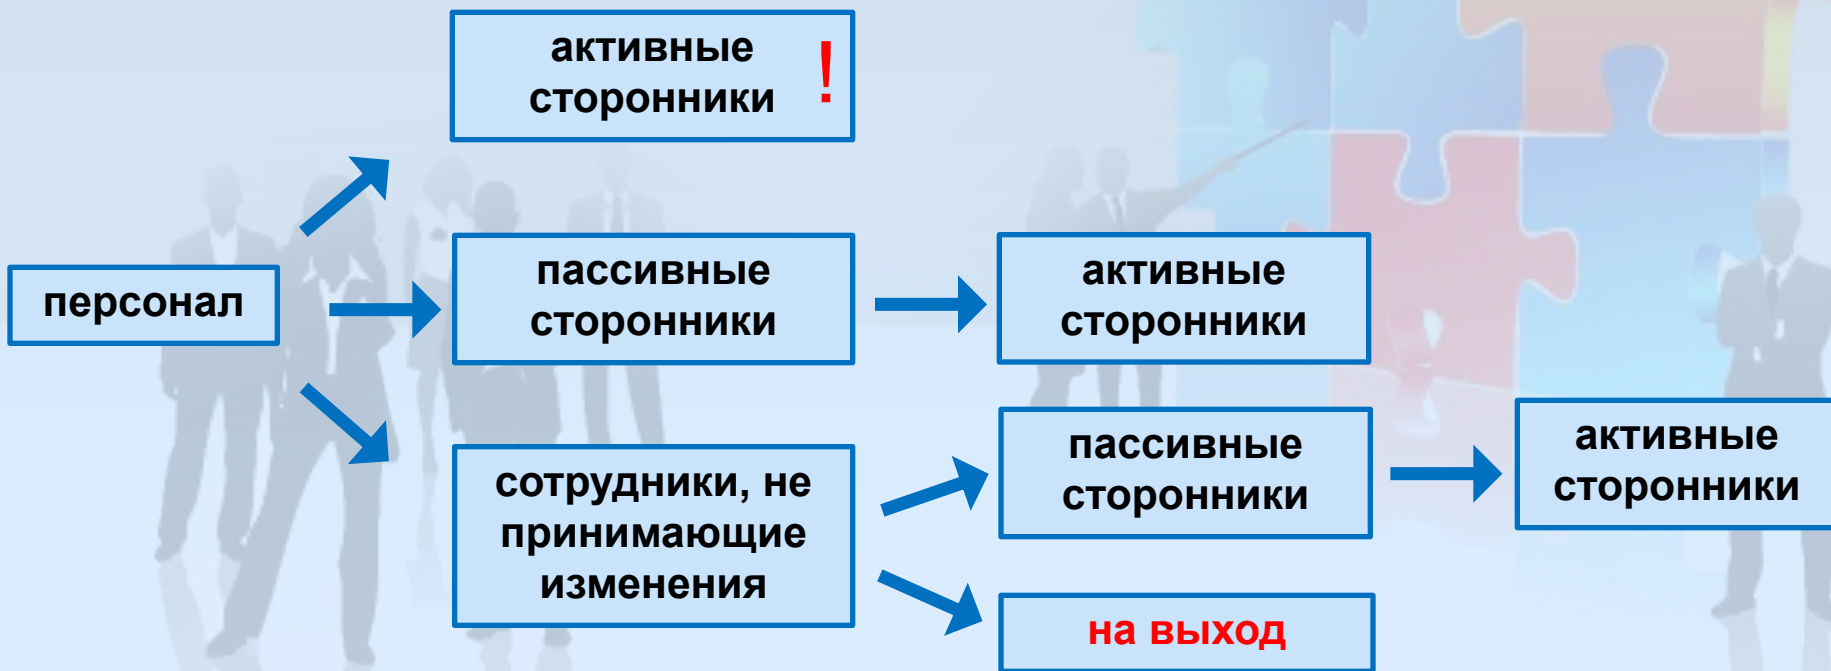 активные
сторонники !
персонал
пассивные
сторонники
активные
сторонники
сотрудники, не
принимающие
изменения
пассивные
сторонники
активные
сторонники
на выход